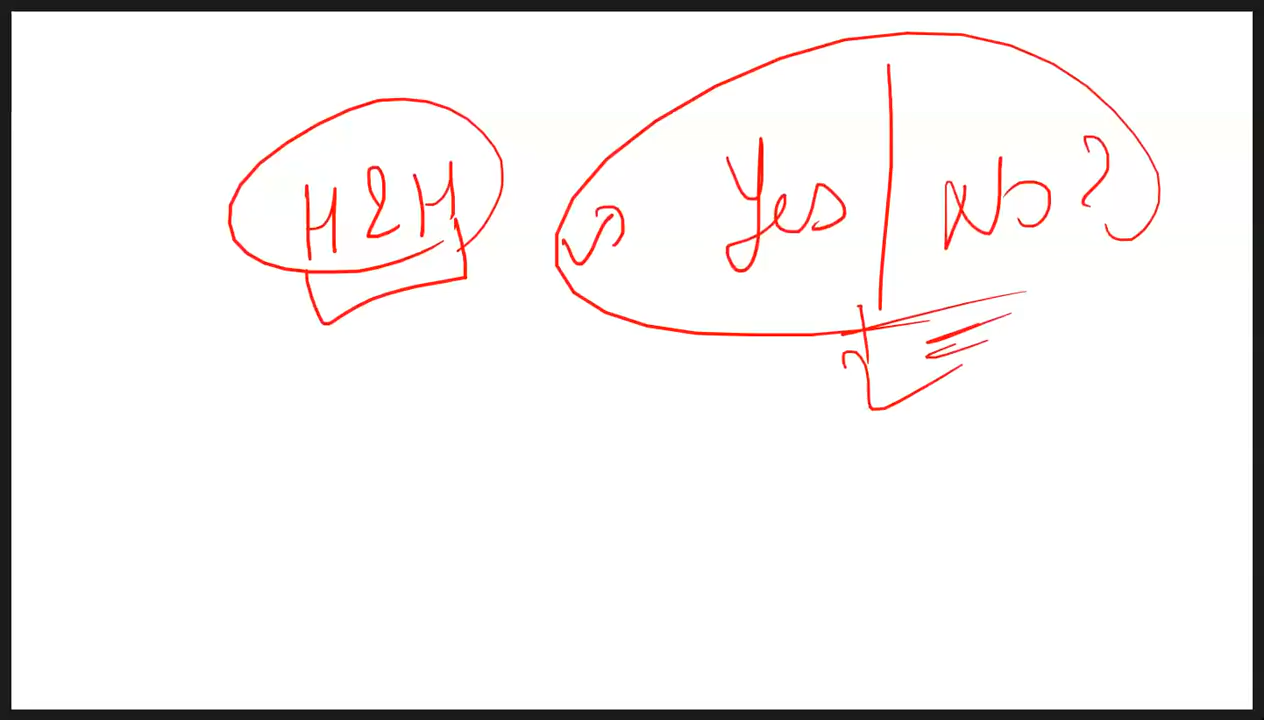 H2H Yes | No?